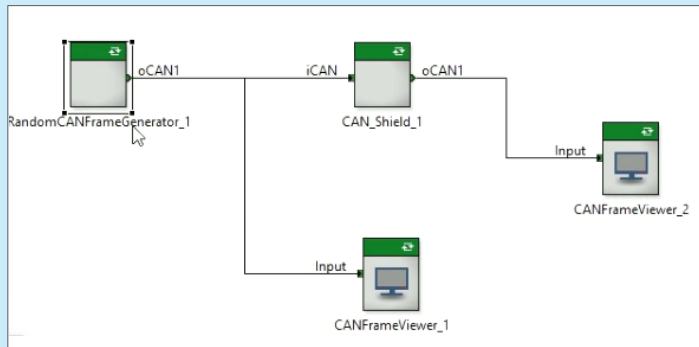 oCAN1
iCAN
oCAN1
RandomCANFrameGenerator_1
CAN_Shield_1
Input
CANFrameViewer_2
Input
CANFrameViewer_1